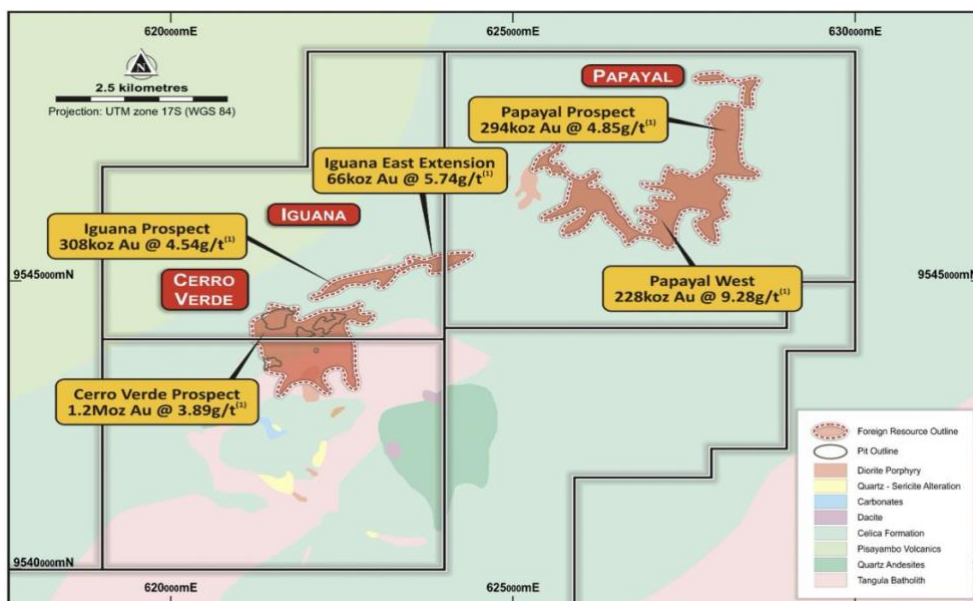 620000mE
625000mE
630000mE
N
2.5 kilometres
Projection: UTM zone 17S (WGS 84)
PAPAYAL
Papayal Prospect
294koz Au @ 4.85g/t(1)
Iguana East Extension
66koz Au @ 5.74g/t(1)
IGUANA
Iguana Prospect
308koz Au @ 4.54g/t(1)
9545000mN
9545000mN
CERRO
VERDE
Papayal West
228koz Au @ 9.28g/t(1)
Cerro Verde Prospect
1.2Moz Au @ 3.89g/t(1)
Foreign Resource Outline
Pit Outline
Diorite Porphyry
Quartz - Sericite Alteration
Carbonates
Dacite
Celica Formation
Pisayambo Volcanics
Quartz Andesites
Tangula Batholith
9540000mN
620000mE
625000mE